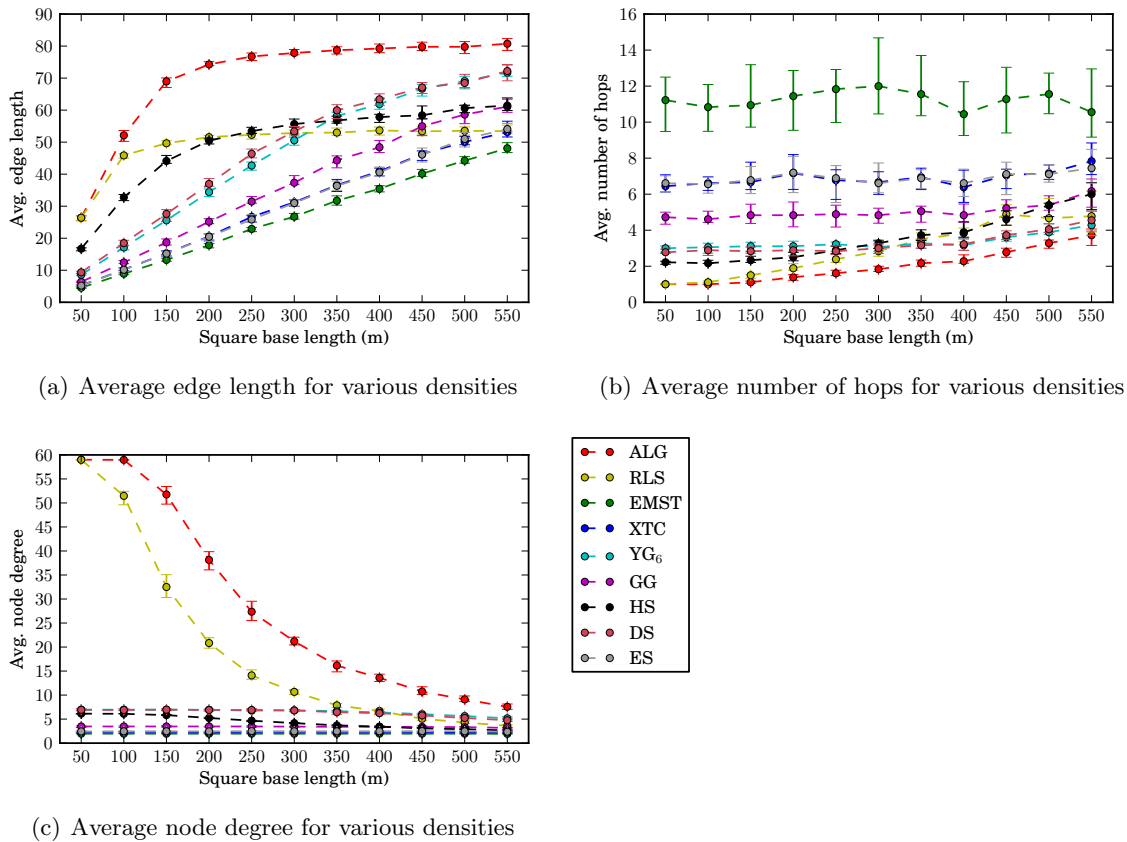 90
80
70
60
50
40
30
20
10
0
Avg. edge length
50 100 150 200 250 300 350 400 450 500 550
Square base length (m)
(a) Average edge length for various densities
16
14
12
10
8
6
4
2
0
Avg. number of hops
50 100 150 200 250 300 350 400 450 500 550
Square base length (m)
(b) Average number of hops for various densities
60
55
50
45
40
35
30
25
20
15
10
5
0
Avg. node degree
50 100 150 200 250 300 350 400 450 500 550
Square base length (m)
(c) Average node degree for various densities
ALG
RLS
EMST
XTC
YG₆
GG
HS
DS
ES